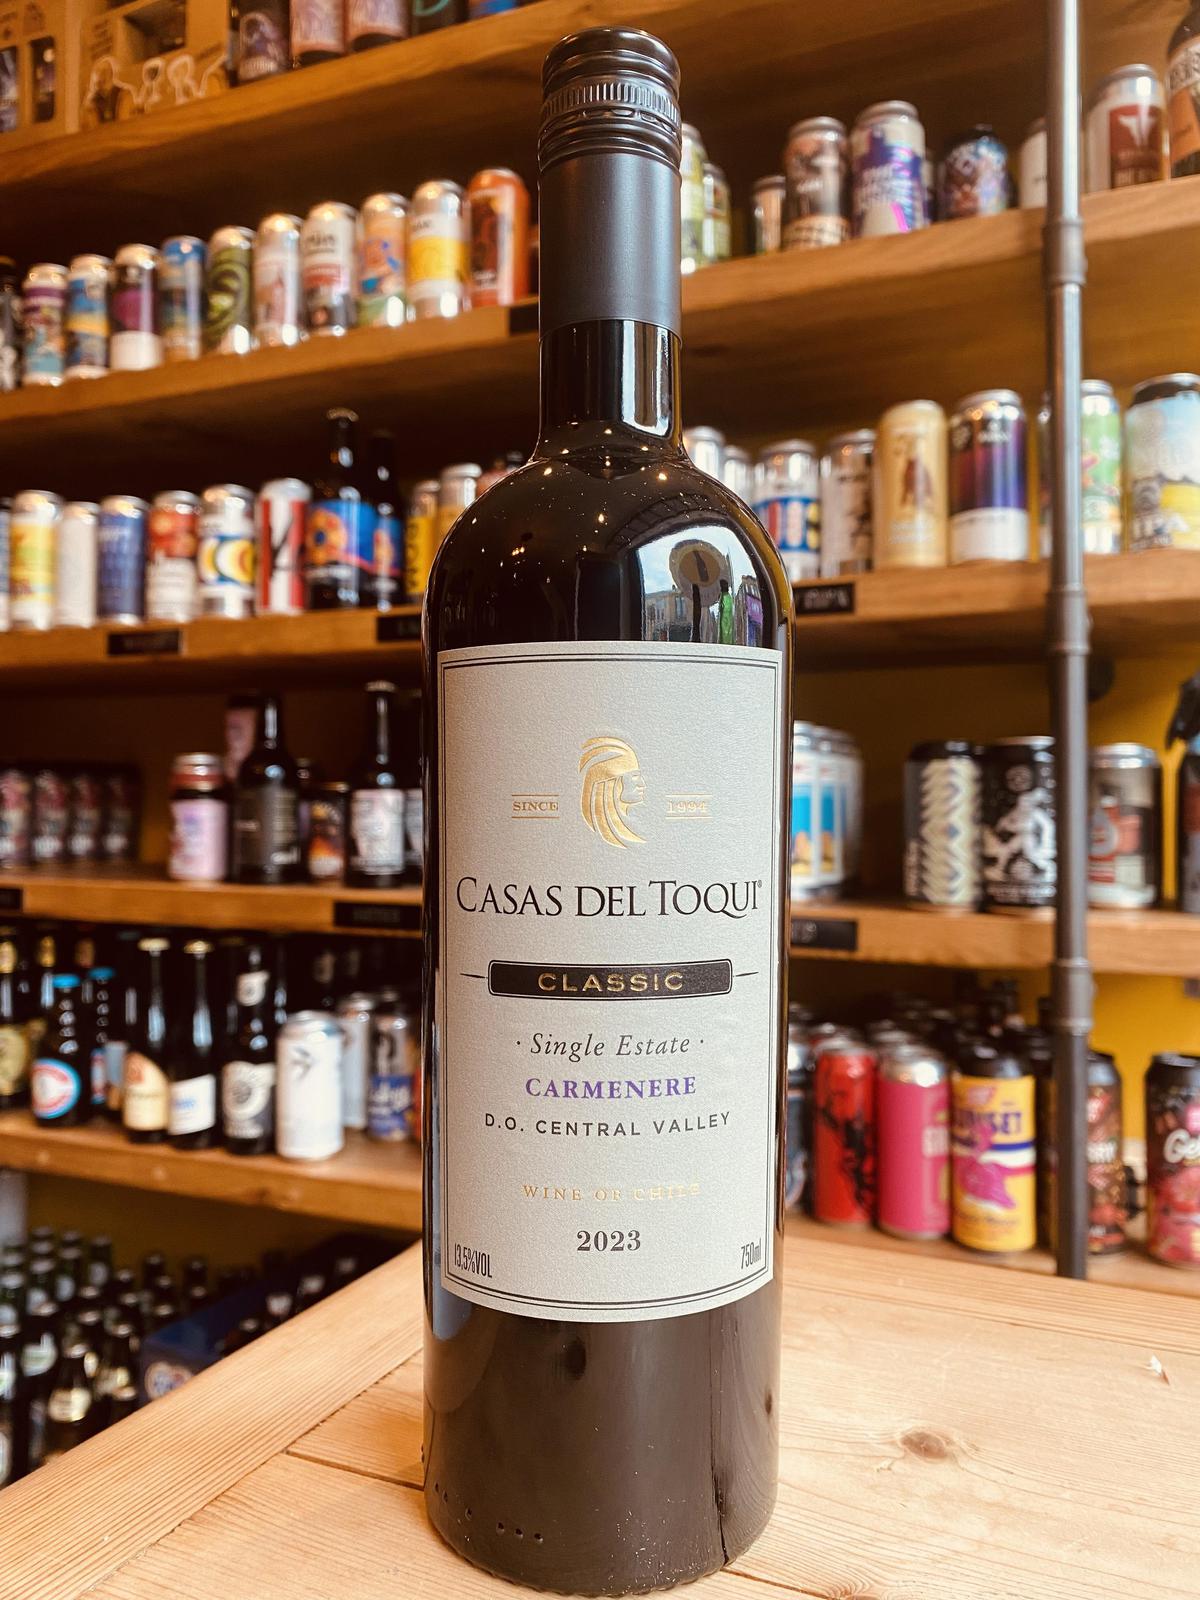 SINCE 1994
CASAS DEL TOQUI®
CLASSIC
· Single Estate ·
CARMENERE
D.O. CENTRAL VALLEY
WINE OF CHILE
2023
13,5%VOL 750ml